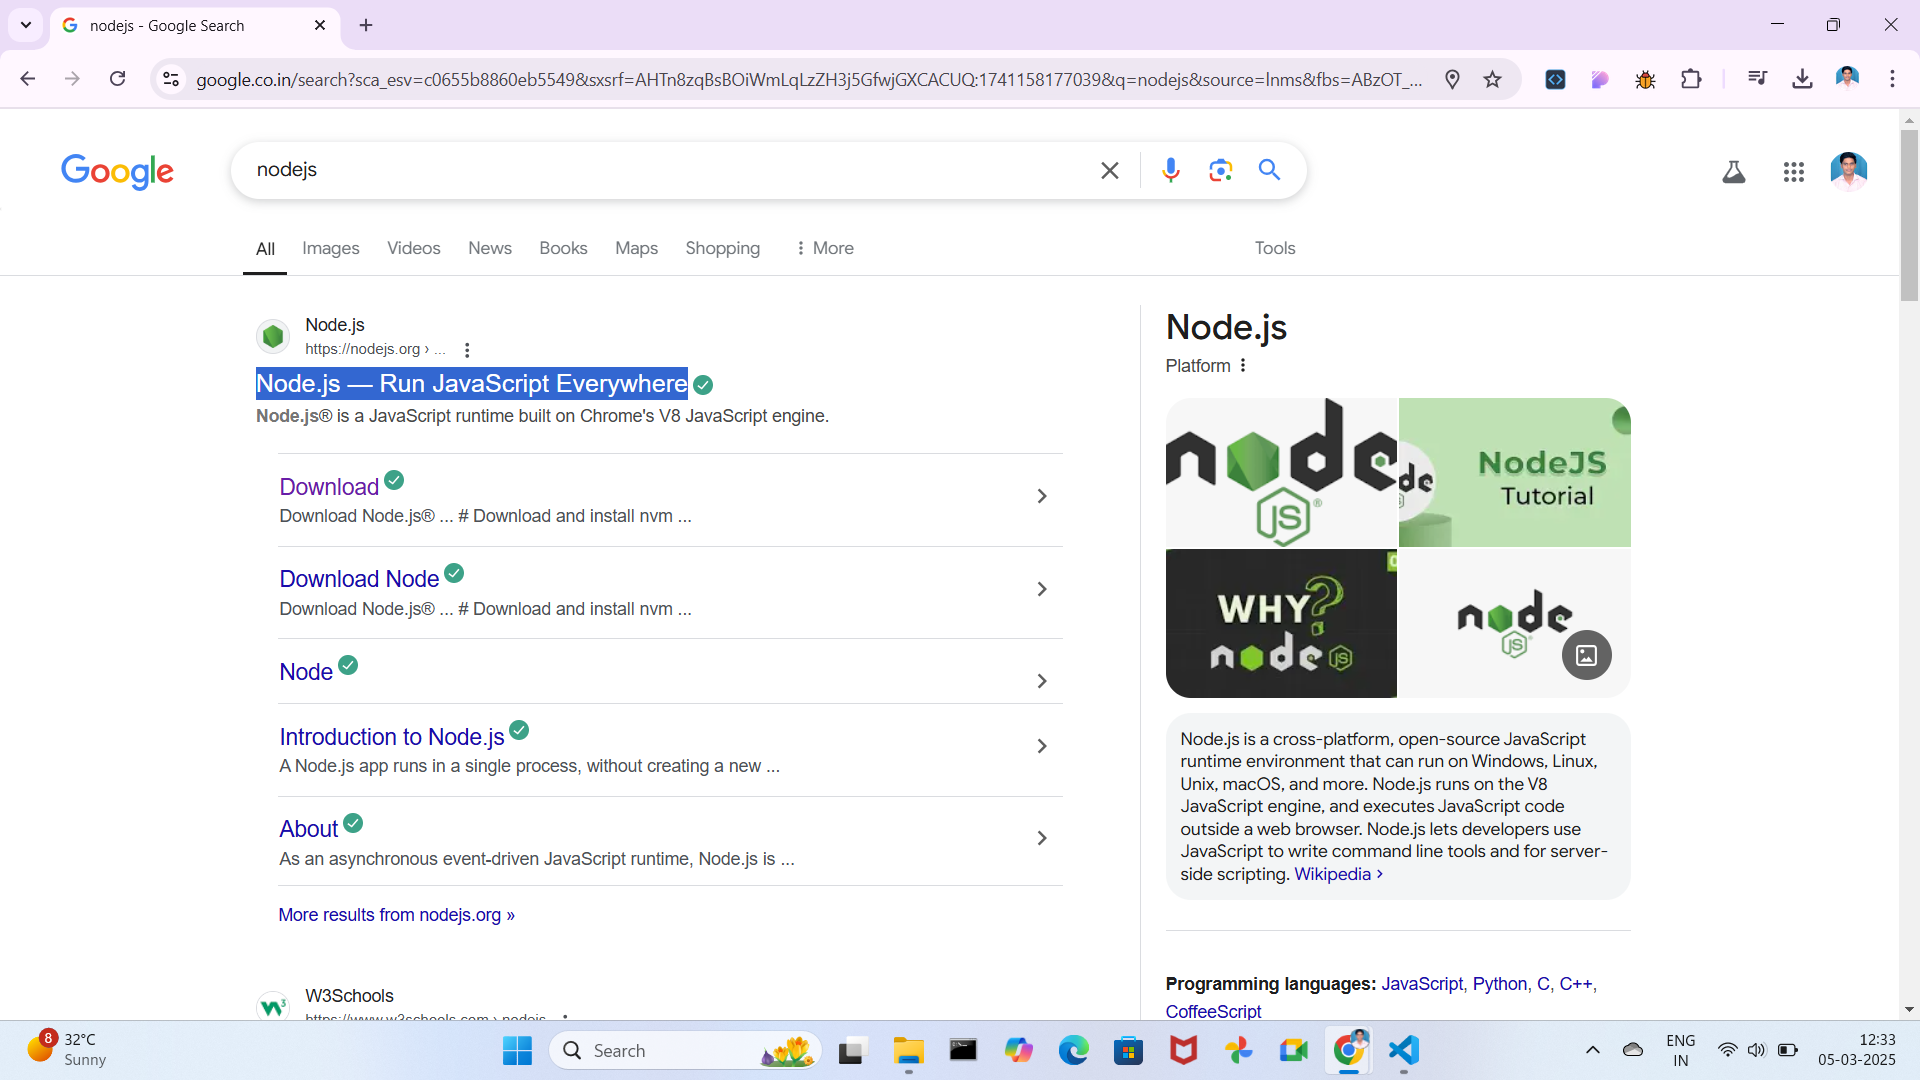 nodejs - Google Search
google.co.in/search?sca_esv=c0655b8860eb5549&sxsrf=AHTn8zqBsBOiWmLqLzZH3j5GfwjGXCACUQ:1741158177039&q=nodejs&source=lnms&fbs=ABzOT_...
Google
nodejs
All Images Videos News Books Maps Shopping More Tools
Node.js
https://nodejs.org › ...
Node.js — Run JavaScript Everywhere
Node.js® is a JavaScript runtime built on Chrome's V8 JavaScript engine.
Download
Download Node.js® ... # Download and install nvm ...
Download Node
Download Node.js® ... # Download and install nvm ...
Node
Introduction to Node.js
A Node.js app runs in a single process, without creating a new ...
About
As an asynchronous event-driven JavaScript runtime, Node.js is ...
More results from nodejs.org »
W3Schools
https://www.w3schools.com › nodejs
Node.js
Platform
node
JS®
de
NodeJS
Tutorial
WHY?
node JS
node
JS
Node.js is a cross-platform, open-source JavaScript
runtime environment that can run on Windows, Linux,
Unix, macOS, and more. Node.js runs on the V8
JavaScript engine, and executes JavaScript code
outside a web browser. Node.js lets developers use
JavaScript to write command line tools and for server-
side scripting. Wikipedia ›
Programming languages: JavaScript, Python, C, C++,
CoffeeScript
8
32°C
Sunny
Search
ENG
IN
12:33
05-03-2025